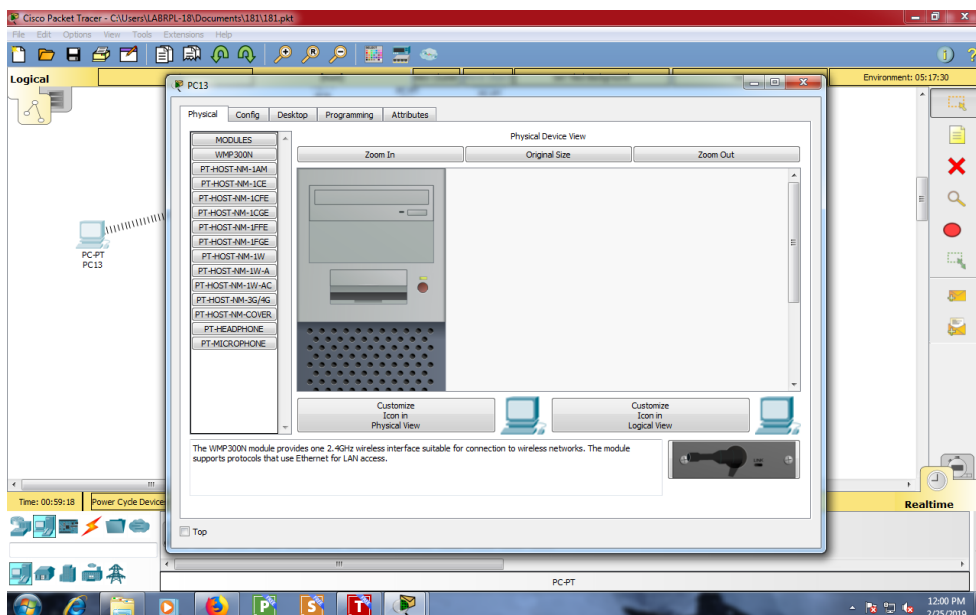 Cisco Packet Tracer - C:\Users\LABRPL-18\Documents\181\181.pkt
File Edit Options View Tools Extensions Help
Logical
Environment: 05:17:30
PC13
Physical Config Desktop Programming Attributes
MODULES
WMP300N
PT-HOST-NM-1AM
PT-HOST-NM-1CE
PT-HOST-NM-1CFE
PT-HOST-NM-1CGE
PT-HOST-NM-1FFE
PT-HOST-NM-1FGE
PT-HOST-NM-1W
PT-HOST-NM-1W-A
PT-HOST-NM-1W-AC
PT-HOST-NM-3G/4G
PT-HOST-NM-COVER
PT-HEADPHONE
PT-MICROPHONE
Physical Device View
Zoom In Original Size Zoom Out
PC-PT
PC13
Customize
Icon in
Physical View
Customize
Icon in
Logical View
The WMP300N module provides one 2.4GHz wireless interface suitable for connection to wireless networks. The module
supports protocols that use Ethernet for LAN access.
Time: 00:59:18 Power Cycle Device
Realtime
Top
PC-PT
12:00 PM
2/25/2019